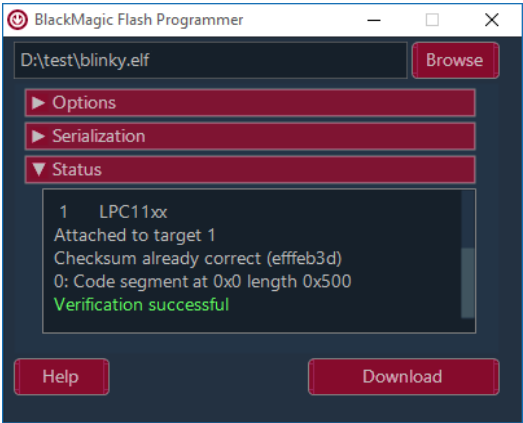 BlackMagic Flash Programmer
D:\test\blinky.elf
Browse
Options
Serialization
Status
1 LPC11xx
Attached to target 1
Checksum already correct (efffeb3d)
0: Code segment at 0x0 length 0x500
Verification successful
Help
Download